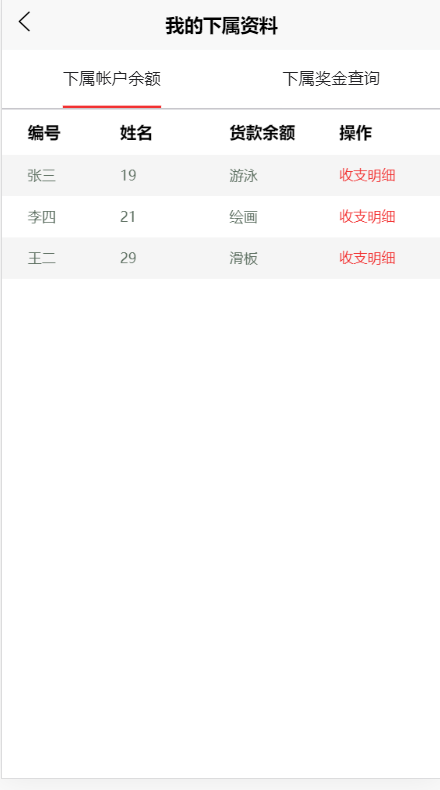 我的下属资料
下属帐户余额 下属奖金查询
编号 姓名 货款余额 操作
张三 19 游泳 收支明细
李四 21 绘画 收支明细
王二 29 滑板 收支明细